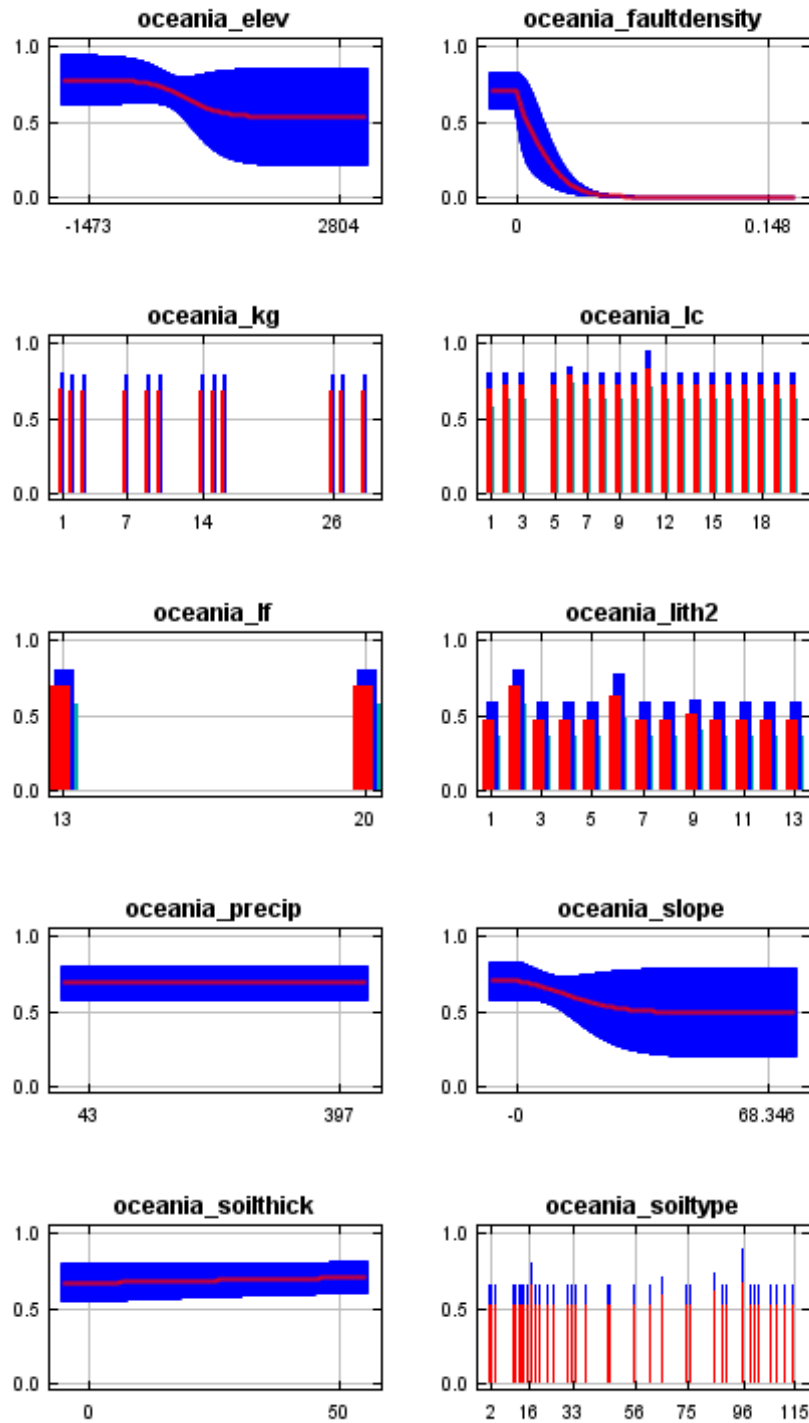 oceania_elev
1.0
0.5
0.0
-1473 2804
oceania_faultdensity
1.0
0.5
0.0
0 0.148
oceania_kg
1.0
0.5
0.0
1 7 14 26
oceania_lc
1.0
0.5
0.0
1 3 5 7 9 12 15 18
oceania_lf
1.0
0.5
0.0
13 20
oceania_lith2
1.0
0.5
0.0
1 3 5 7 9 11 13
oceania_precip
1.0
0.5
0.0
43 397
oceania_slope
1.0
0.5
0.0
-0 68.346
oceania_soilthick
1.0
0.5
0.0
0 50
oceania_soiltype
1.0
0.5
0.0
2 16 33 56 75 96 115